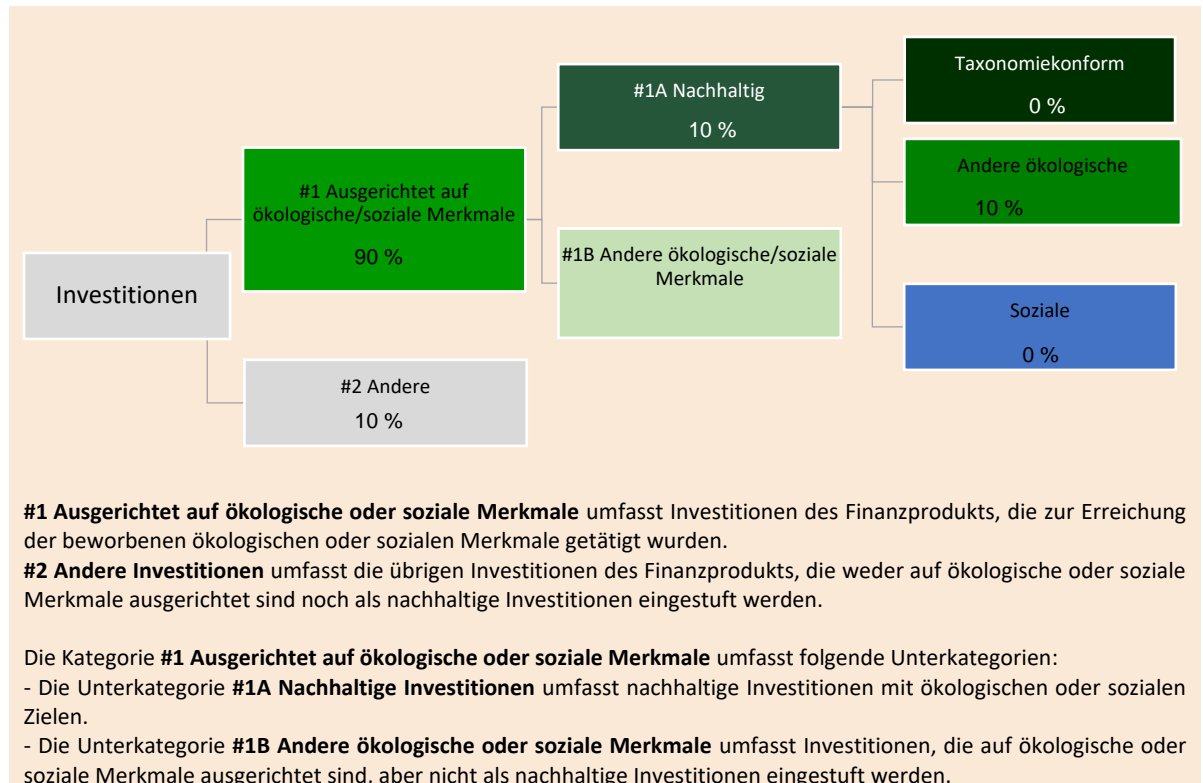 Investitionen
#1 Ausgerichtet auf
ökologische/soziale Merkmale
90 %
#2 Andere
10 %
#1A Nachhaltig
10 %
#1B Andere ökologische/soziale
Merkmale
Taxonomiekonform
0 %
Andere ökologische
10 %
Soziale
0 %
#1 Ausgerichtet auf ökologische oder soziale Merkmale umfasst Investitionen des Finanzprodukts, die zur Erreichung
der beworbenen ökologischen oder sozialen Merkmale getätigt wurden.
#2 Andere Investitionen umfasst die übrigen Investitionen des Finanzprodukts, die weder auf ökologische oder soziale
Merkmale ausgerichtet sind noch als nachhaltige Investitionen eingestuft werden.
Die Kategorie #1 Ausgerichtet auf ökologische oder soziale Merkmale umfasst folgende Unterkategorien:
- Die Unterkategorie #1A Nachhaltige Investitionen umfasst nachhaltige Investitionen mit ökologischen oder sozialen
Zielen.
- Die Unterkategorie #1B Andere ökologische oder soziale Merkmale umfasst Investitionen, die auf ökologische oder
soziale Merkmale ausgerichtet sind, aber nicht als nachhaltige Investitionen eingestuft werden.